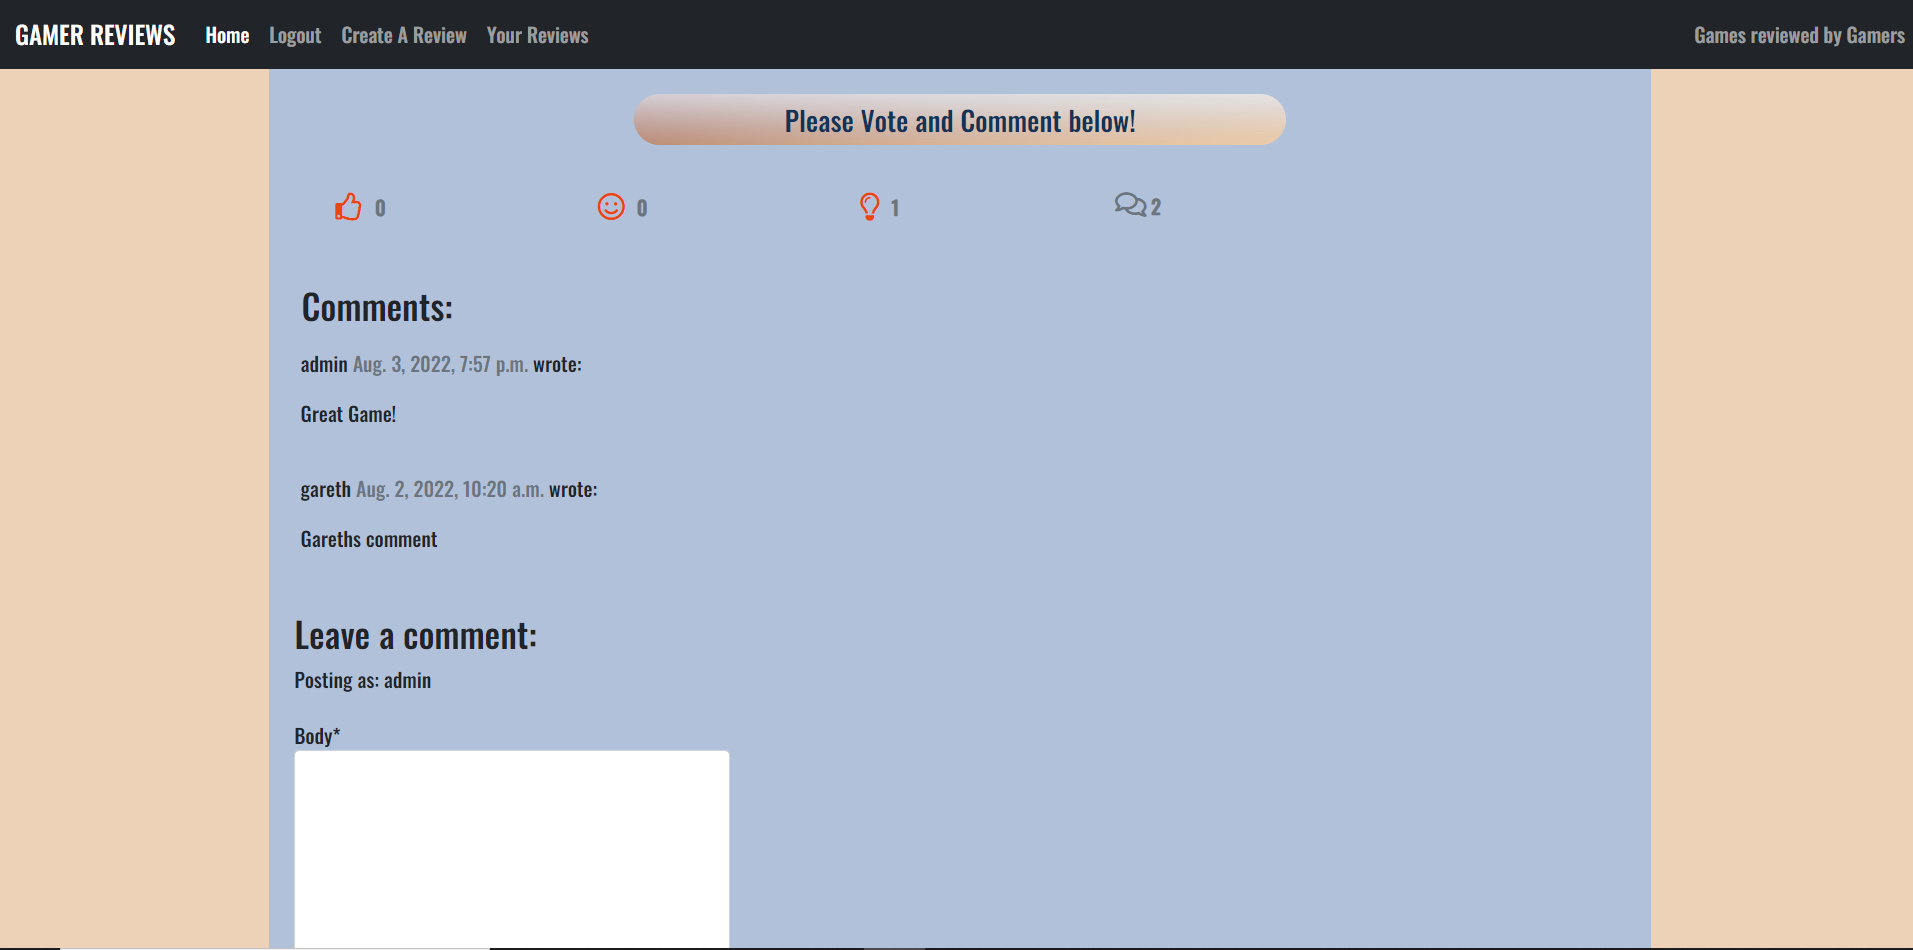 GAMER REVIEWS Home Logout Create A Review Your Reviews Games reviewed by Gamers
Please Vote and Comment below!
0 0 1 2
Comments:
admin Aug. 3, 2022, 7:57 p.m. wrote:
Great Game!
gareth Aug. 2, 2022, 10:20 a.m. wrote:
Gareths comment
Leave a comment:
Posting as: admin
Body*